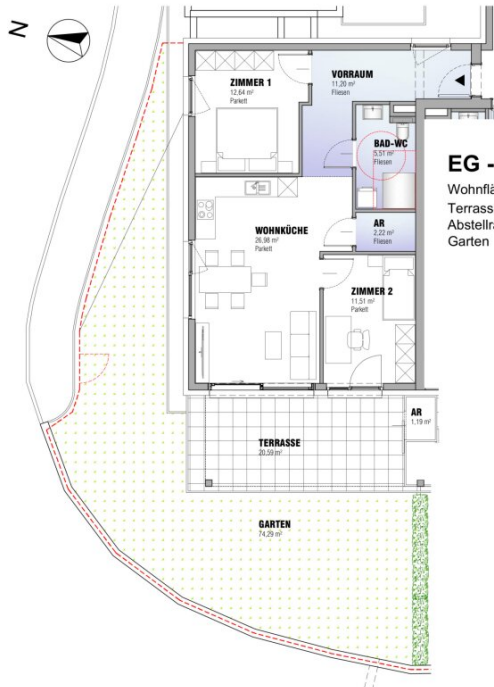 N
ZIMMER 1
12,64 m²
Parkett
VORRAUM
11,20 m²
Fliesen
BAD-WC
5,51 m²
Fliesen
EG -
Wohnflä
Terrass
Abstellra
Garten
WOHNKÜCHE
26,98 m²
Parkett
AR
2,22 m²
Fliesen
ZIMMER 2
11,51 m²
Parkett
AR
1,19 m²
TERRASSE
20,59 m²
GARTEN
74,29 m²